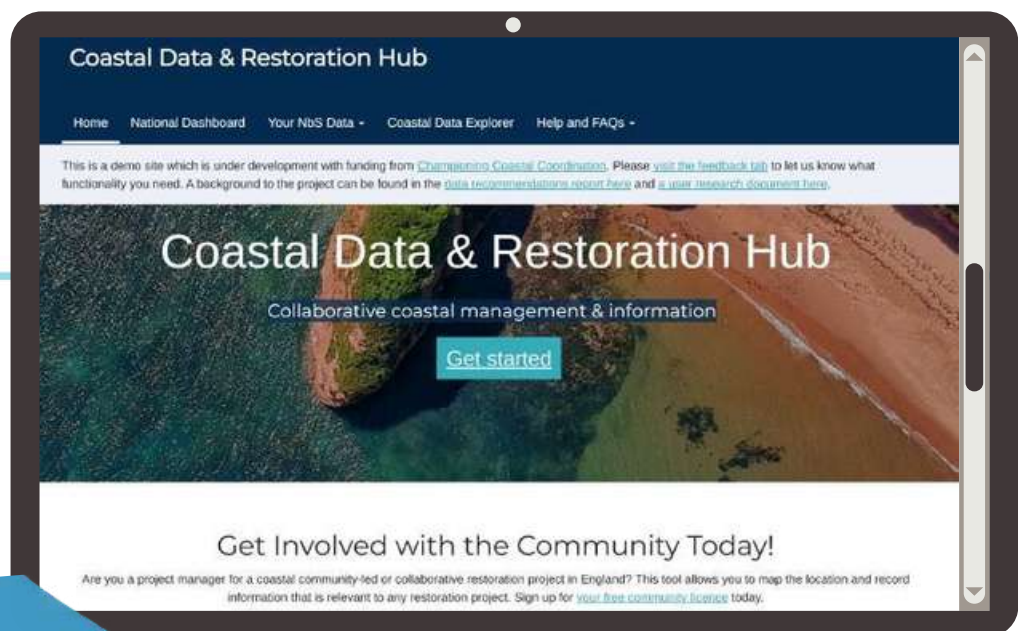 Coastal Data & Restoration Hub
Home National Dashboard Your NbS Data Coastal Data Explorer Help and FAQs
This is a demo site which is under development with funding from Championing Coastal Coordination. Please visit the feedback tab to let us know what
functionality you need. A background to the project can be found in the data recommendations report here and a user research document here.
Coastal Data & Restoration Hub
Collaborative coastal management & information
Get started
Get Involved with the Community Today!
Are you a project manager for a coastal community-led or collaborative restoration project in England? This tool allows you to map the location and record
information that is relevant to any restoration project. Sign up for your free community licence today.